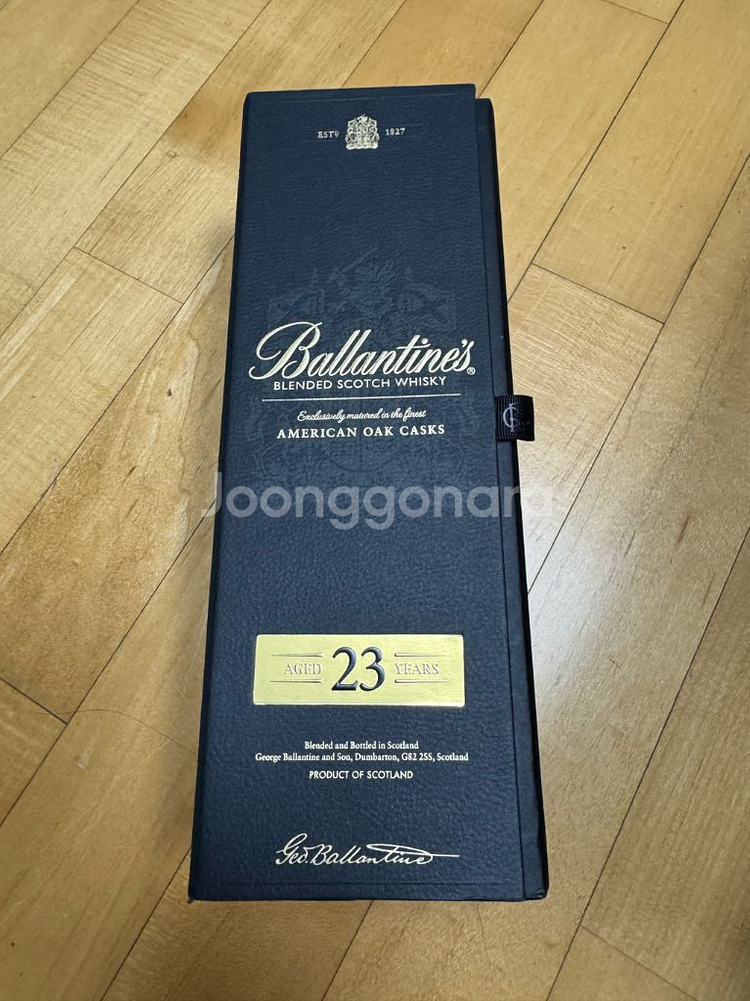 ESTD 1827
Ballantine's®
BLENDED SCOTCH WHISKY
Exclusively matured in the finest
AMERICAN OAK CASKS
Joonggonara
AGED 23 YEARS
Blended and Bottled in Scotland
George Ballantine and Son, Dumbarton, G82 2SS, Scotland
PRODUCT OF SCOTLAND
Geo. Ballantine